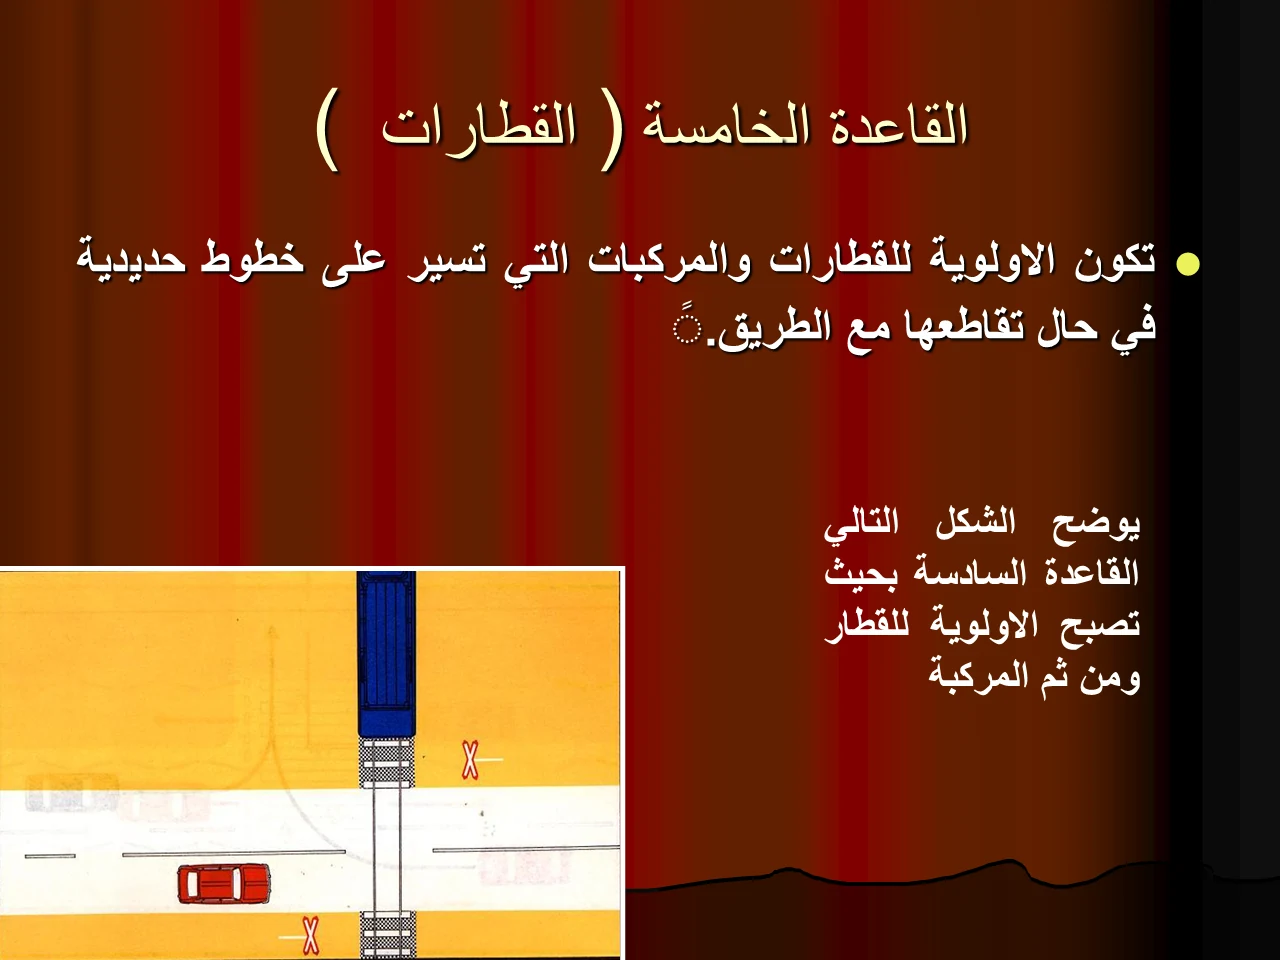 القاعدة الخامسة ( القطارات )
تكون الاولوية للقطارات والمركبات التي تسير على خطوط حديدية
في حال تقاطعها مع الطريق.ً
يوضح الشكل التالي
القاعدة السادسة بحيث
تصبح الاولوية للقطار
ومن ثم المركبة